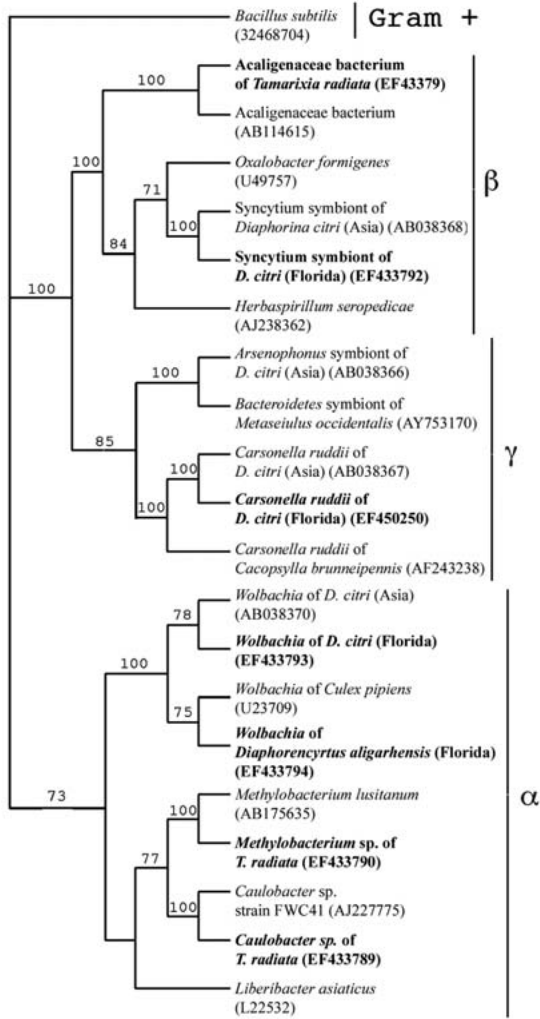 Bacillus subtilis
(32468704)
Gram +
Acaligenaceae bacterium
of Tamarixia radiata (EF43379)
100
Acaligenaceae bacterium
(AB114615)
100
Oxalobacter formigenes
(U49757)
71
β
Syncytium symbiont of
Diaphorina citri (Asia) (AB038368)
100
84
Syncytium symbiont of
D. citri (Florida) (EF433792)
100
Herbaspirillum seropedicae
(AJ238362)
Arsenophonus symbiont of
D. citri (Asia) (AB038366)
100
Bacteroidetes symbiont of
Metaseiulus occidentalis (AY753170)
85
γ
Carsonella ruddii of
D. citri (Asia) (AB038367)
100
Carsonella ruddii of
D. citri (Florida) (EF450250)
100
Carsonella ruddii of
Cacopsylla brunneipennis (AF243238)
Wolbachia of D. citri (Asia)
(AB038370)
78
Wolbachia of D. citri (Florida)
(EF433793)
100
Wolbachia of Culex pipiens
(U23709)
75
Wolbachia of
Diaphorencyrtus aligarhensis (Florida)
(EF433794)
73
α
Methylobacterium lusitanum
(AB175635)
100
Methylobacterium sp. of
T. radiata (EF433790)
77
Caulobacter sp.
strain FWC41 (AJ227775)
100
Caulobacter sp. of
T. radiata (EF433789)
Liberibacter asiaticus
(L22532)